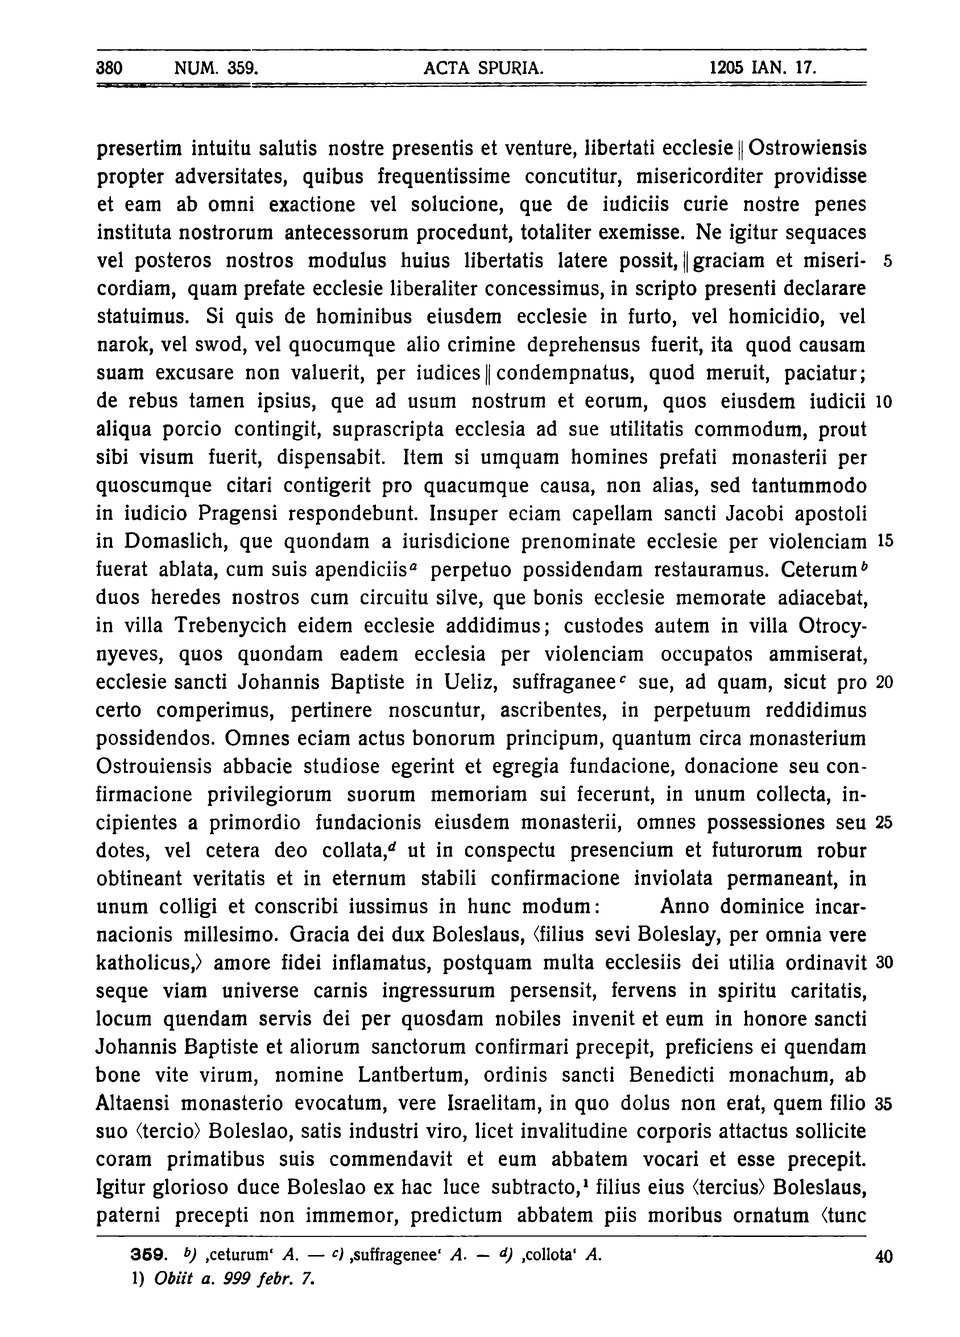 380 NUM. 359. ACTA SPURIA. 1205 IAN. 17.
presertim intuitu salutis nostre presentis et venture, libertati ecclesie || Ostrowiensis
propter adversitates, quibus frequentissime concutitur, misericorditer providisse
et eam ab omni exactione vel solucione, que de iudiciis curie nostre penes
instituta nostrorum antecessorum procedunt, totaliter exemisse. Ne igitur sequaces
vel posteros nostros modulus huius libertatis latere possit, || graciam et miseri- 5
cordiam, quam prefate ecclesie liberaliter concessimus, in scripto presenti declarare
statuimus. Si quis de hominibus eiusdem ecclesie in furto, vel homicidio, vel
narok, vel swod, vel quocumque alio crimine deprehensus fuerit, ita quod causam
suam excusare non valuerit, per iudices || condempnatus, quod meruit, paciatur;
de rebus tamen ipsius, que ad usum nostrum et eorum, quos eiusdem iudicii 10
aliqua porcio contingit, suprascripta ecclesia ad sue utilitatis commodum, prout
sibi visum fuerit, dispensabit. Item si umquam homines prefati monasterii per
quoscumque citari contigerit pro quacumque causa, non alias, sed tantummodo
in iudicio Pragensi respondebunt. Insuper eciam capellam sancti Jacobi apostoli
in Domaslich, que quondam a iurisdicione prenominate ecclesie per violenciam 15
fuerat ablata, cum suis apendiciis a perpetuo possidendam restauramus. Ceterum b
duos heredes nostros cum circuitu silve, que bonis ecclesie memorate adiacebat,
in villa Trebenycich eidem ecclesie addidimus; custodes autem in villa Otrocy-
nyeves, quos quondam eadem ecclesia per violenciam occupatos ammiserat,
ecclesie sancti Johannis Baptiste in Ueliz, suffraganee c sue, ad quam, sicut pro 20
certo comperimus, pertinere noscuntur, ascribentes, in perpetuum reddidimus
possidendos. Omnes eciam actus bonorum principum, quantum circa monasterium
Ostrouiensis abbacie studiose egerint et egregia fundacione, donacione seu con-
firmacione privilegiorum suorum memoriam sui fecerunt, in unum collecta, in-
cipientes a primordio fundacionis eiusdem monasterii, omnes possessiones seu 25
dotes, vel cetera deo collata, d ut in conspectu presencium et futurorum robur
obtineant veritatis et in eternum stabili confirmacione inviolata permaneant, in
unum colligi et conscribi iussimus in hunc modum: Anno dominice incar-
nacionis millesimo. Gracia dei dux Boleslaus, ⟨filius sevi Boleslay, per omnia vere
katholicus,⟩ amore fidei inflamatus, postquam multa ecclesiis dei utilia ordinavit 30
seque viam universe carnis ingressurum persensit, fervens in spiritu caritatis,
locum quendam servis dei per quosdam nobiles invenit et eum in honore sancti
Johannis Baptiste et aliorum sanctorum confirmari precepit, preficiens ei quendam
bone vite virum, nomine Lantbertum, ordinis sancti Benedicti monachum, ab
Altaensi monasterio evocatum, vere Israelitam, in quo dolus non erat, quem filio 35
suo ⟨tercio⟩ Boleslao, satis industri viro, licet invalitudine corporis attactus sollicite
coram primatibus suis commendavit et eum abbatem vocari et esse precepit.
Igitur glorioso duce Boleslao ex hac luce subtracto,¹ filius eius ⟨tercius⟩ Boleslaus,
paterni precepti non immemor, predictum abbatem piis moribus ornatum ⟨tunc
359. b) ‚ceturum‘ A. — c) ‚suffragenee‘ A. — d) ‚collota‘ A. 40
1) Obiit a. 999 febr. 7.